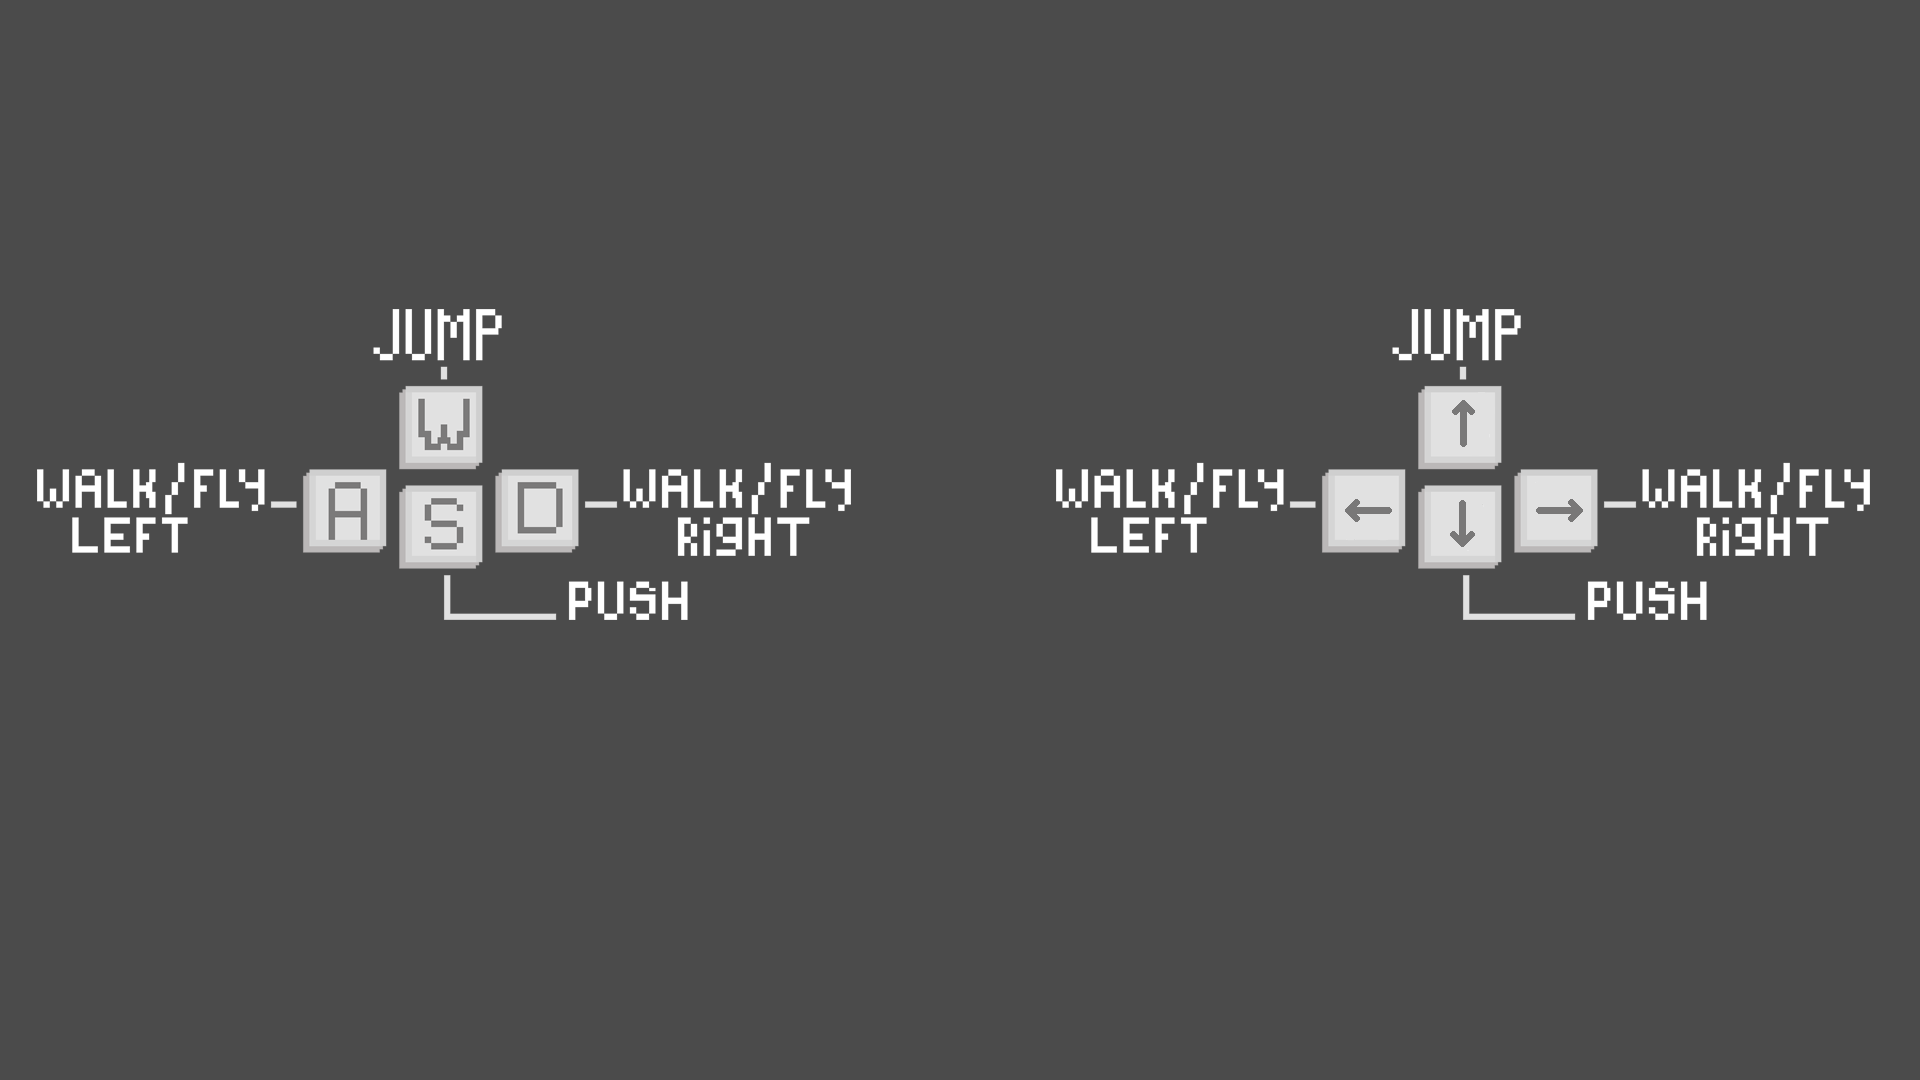 JUMP
W
WALK/FLY
LEFT
A
S
D
WALK/FLY
RiGHT
PUSH
JUMP
↑
WALK/FLY
LEFT
←
↓
→
WALK/FLY
RiGHT
PUSH